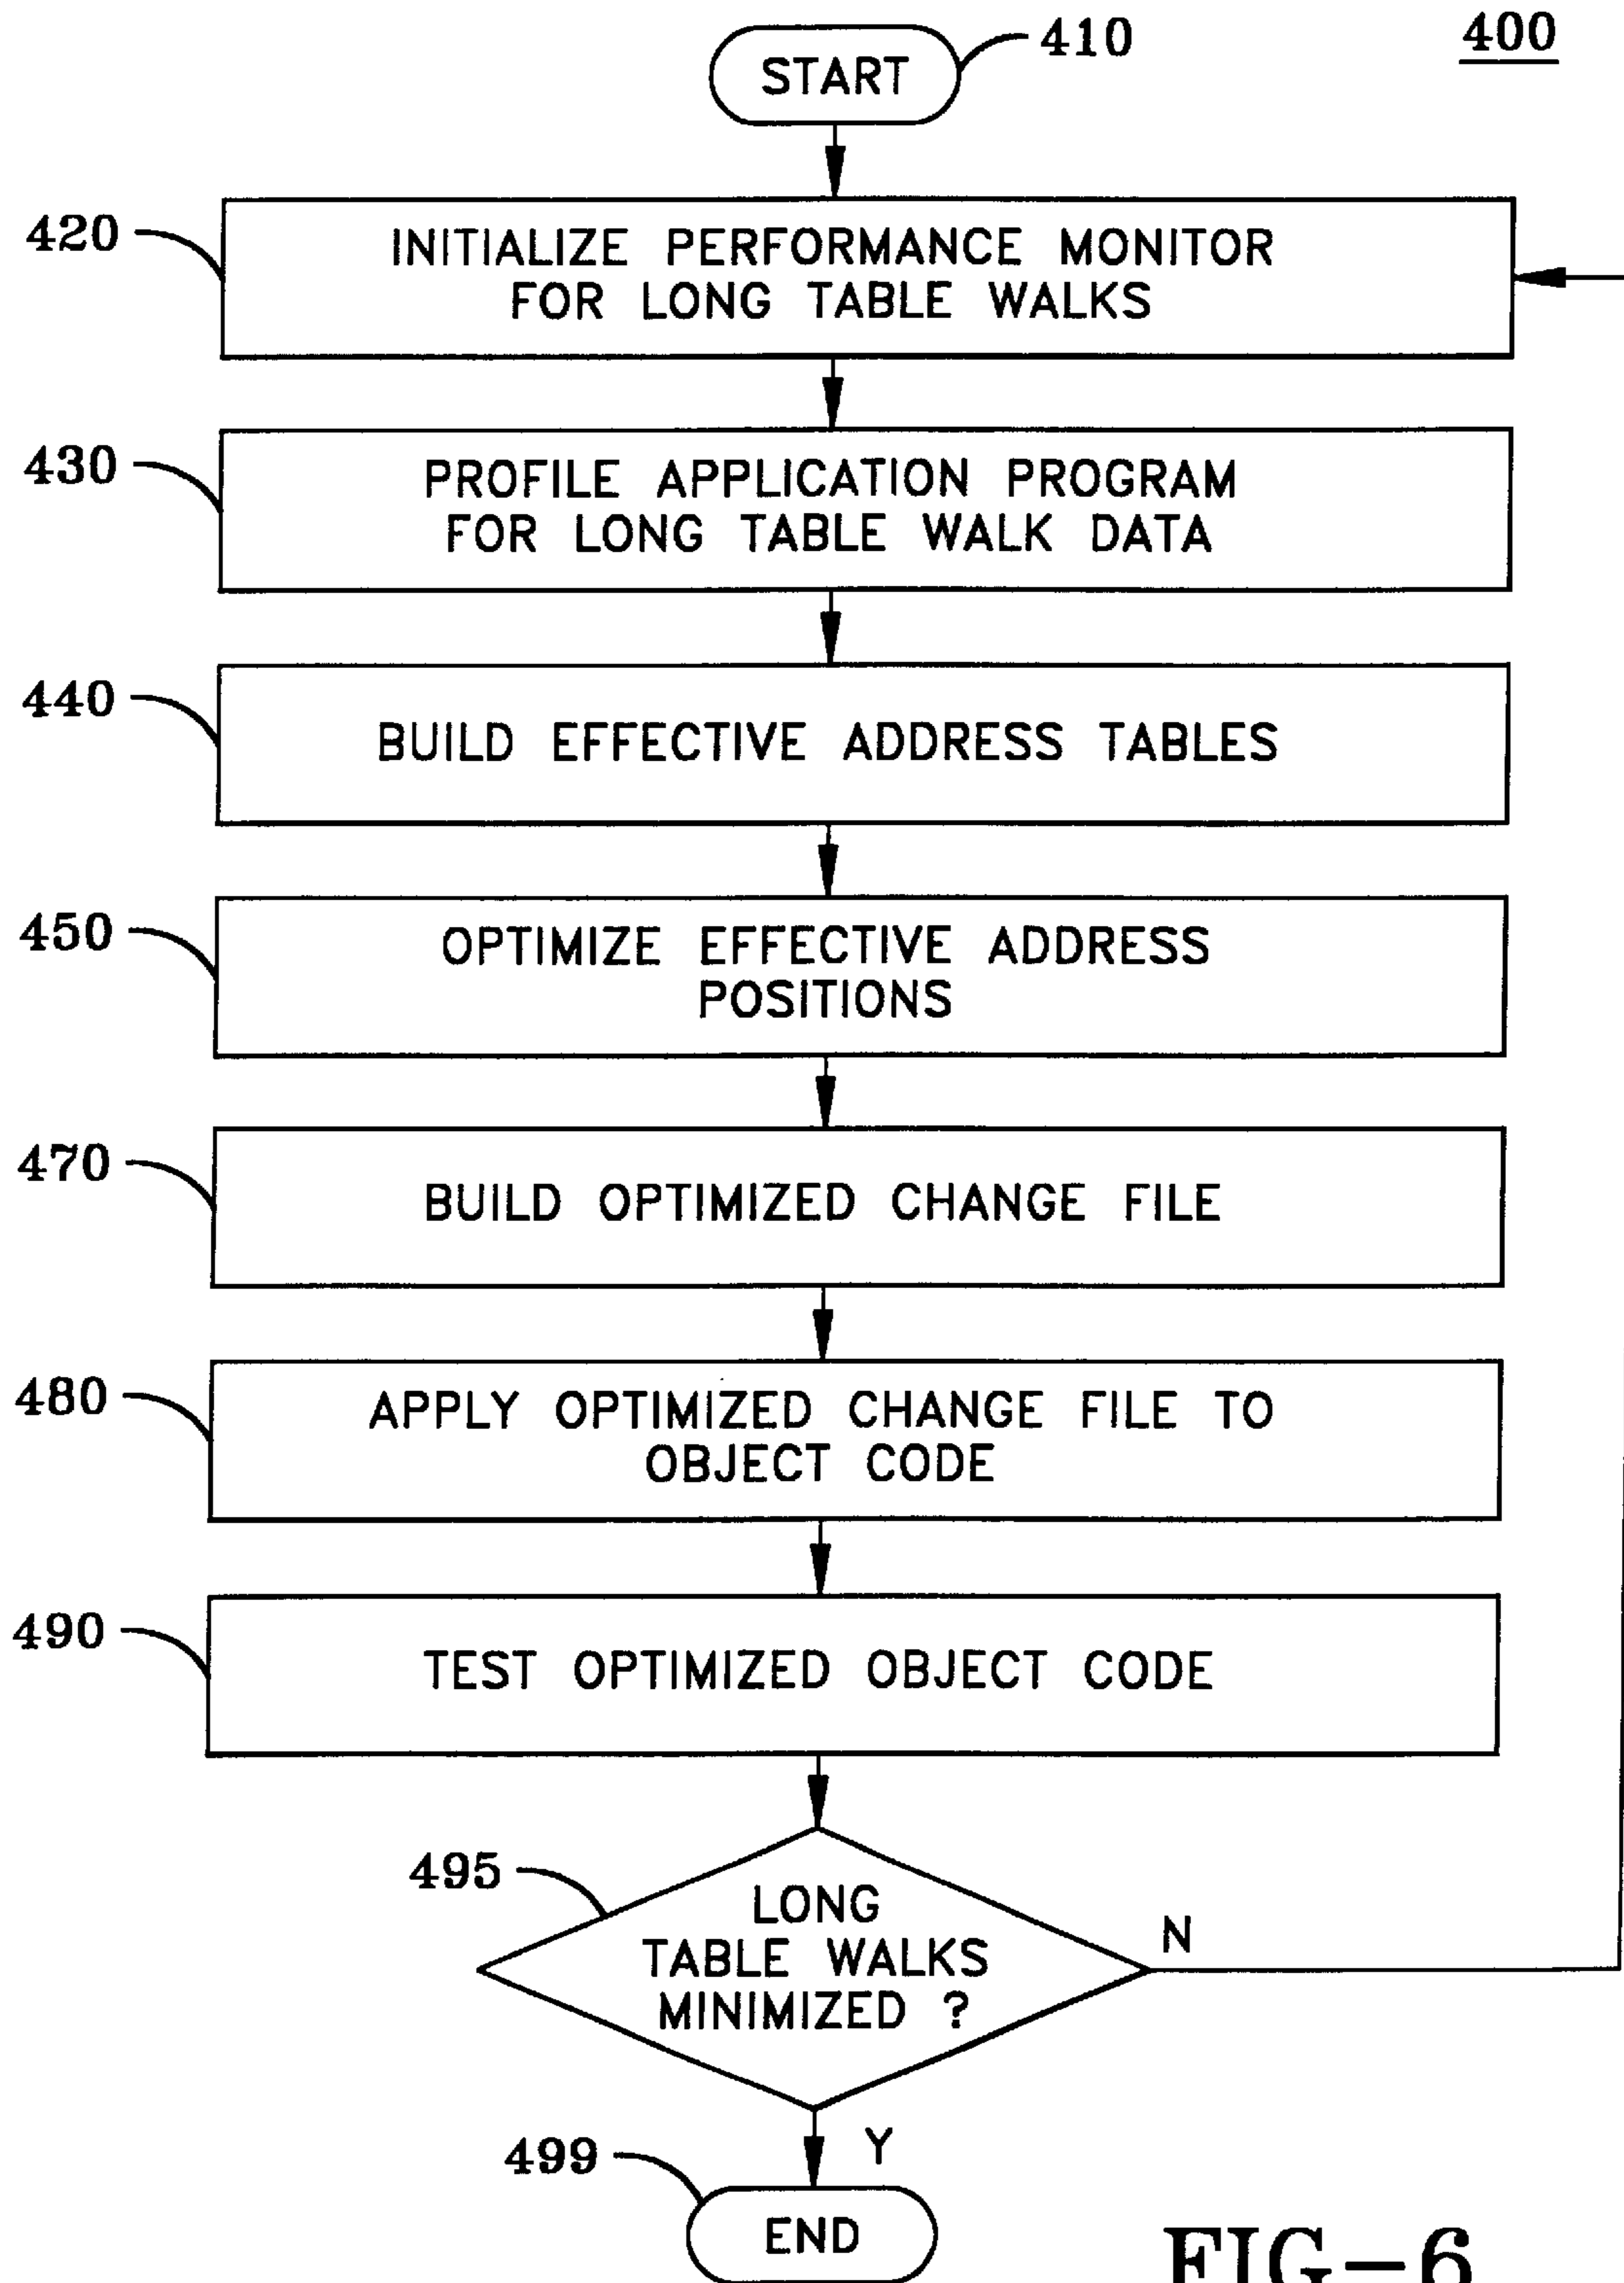 400
START
410
420
INITIALIZE PERFORMANCE MONITOR
FOR LONG TABLE WALKS
430
PROFILE APPLICATION PROGRAM
FOR LONG TABLE WALK DATA
440
BUILD EFFECTIVE ADDRESS TABLES
450
OPTIMIZE EFFECTIVE ADDRESS
POSITIONS
470
BUILD OPTIMIZED CHANGE FILE
480
APPLY OPTIMIZED CHANGE FILE TO
OBJECT CODE
490
TEST OPTIMIZED OBJECT CODE
495
LONG
TABLE WALKS
MINIMIZED ?
N
Y
499
END
FIG-6